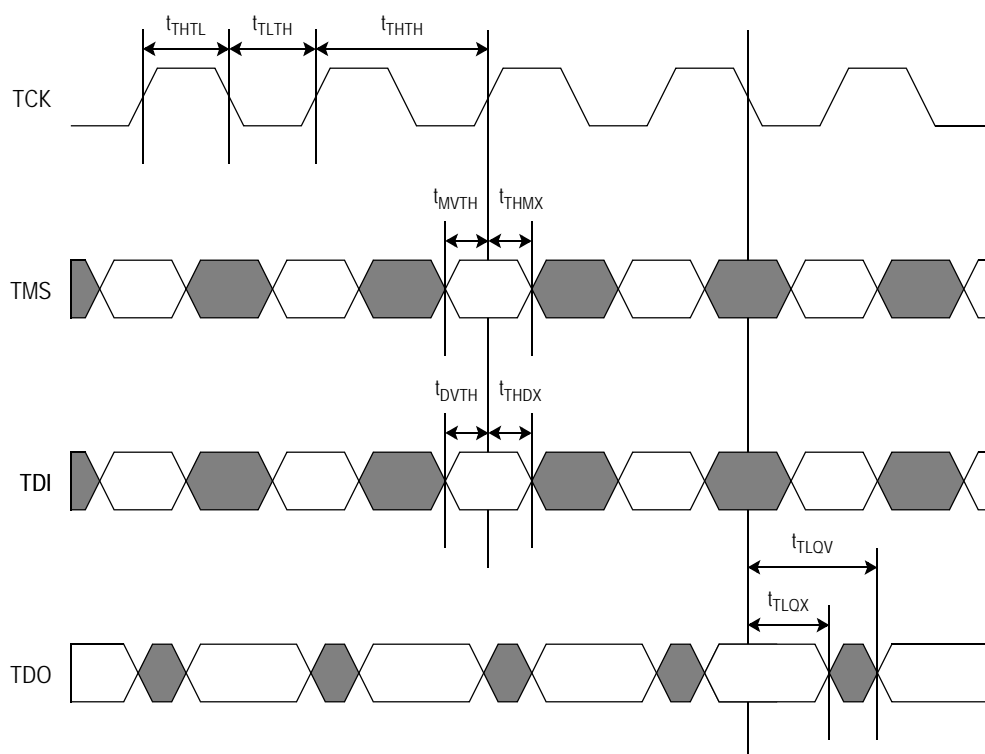 tTHTL tTLTH tTHTH
TCK
tMVTH tTHMX
TMS
tDVTH tTHDX
TDI
tTLQV
tTLQX
TDO